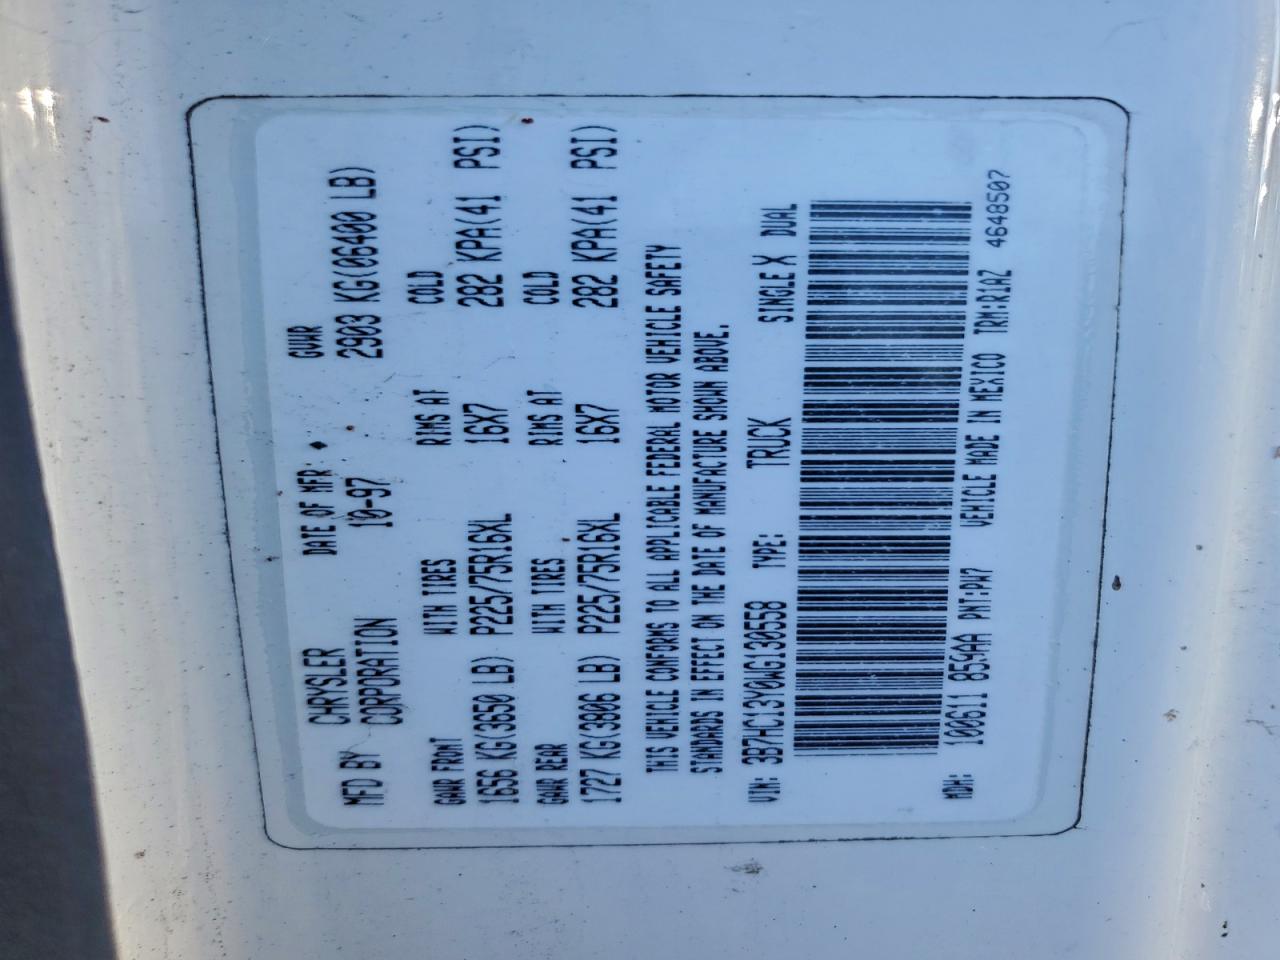 MFD BY CHRYSLER CORPORATION DATE OF MFR: 10-97 GVWR 2903 KG(06400 LB)
GAWR FRONT WITH TIRES RIMS AT COLD
1656 KG(3650 LB) P225/75R16XL 16X7 282 KPA(41 PSI)
GAWR REAR WITH TIRES RIMS AT COLD
1727 KG(3806 LB) P225/75R16XL 16X7 282 KPA(41 PSI)
THIS VEHICLE CONFORMS TO ALL APPLICABLE FEDERAL MOTOR VEHICLE SAFETY
STANDARDS IN EFFECT ON THE DATE OF MANUFACTURE SHOWN ABOVE.
VIN: 3B7HC13Y0WG130558 TYPE: TRUCK SINGLE X DUAL
MDH: 100611 859AA PNT:PW7 VEHICLE MADE IN MEXICO TRM:R1AZ 4648507